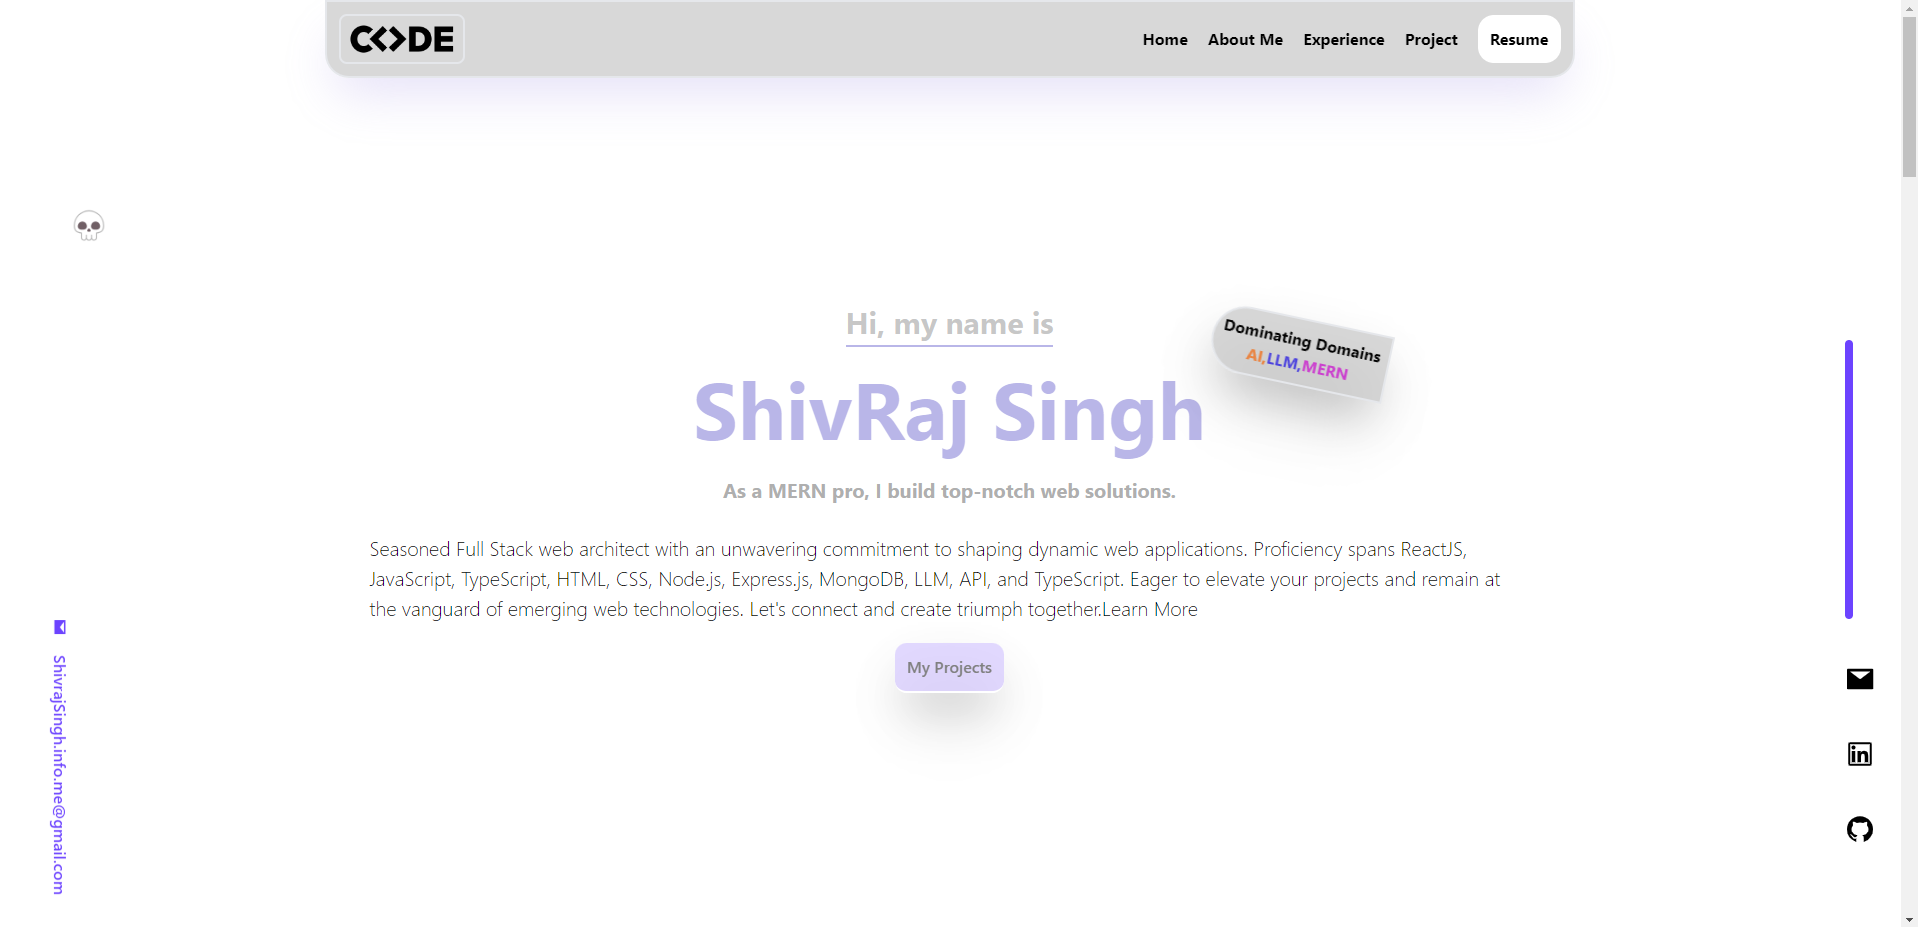 C<>DE
Home About Me Experience Project Resume
Hi, my name is
Dominating Domains
AI,LLM,MERN
ShivRaj Singh
As a MERN pro, I build top-notch web solutions.
Seasoned Full Stack web architect with an unwavering commitment to shaping dynamic web applications. Proficiency spans ReactJS,
JavaScript, TypeScript, HTML, CSS, Node.js, Express.js, MongoDB, LLM, API, and TypeScript. Eager to elevate your projects and remain at
the vanguard of emerging web technologies. Let's connect and create triumph together.Learn More
My Projects
ShivrajSingh.info.me@gmail.com
in